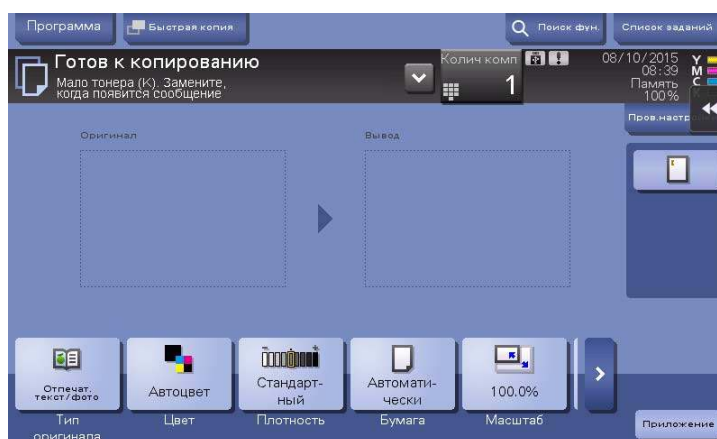 Программа
Быстрая копия
Поиск фун.
Список заданий
Готов к копированию
Мало тонера (K). Замените,
когда появится сообщение
Колич комп
1
08/10/2015
08:39
Память
100%
Y
M
C
K
Оригинал
Вывод
Отпечат.
текст/фото
Автоцвет
Стандарт-
ный
Автомати-
чески
100.0%
Тип
оригинала
Цвет
Плотность
Бумага
Масштаб
Приложение